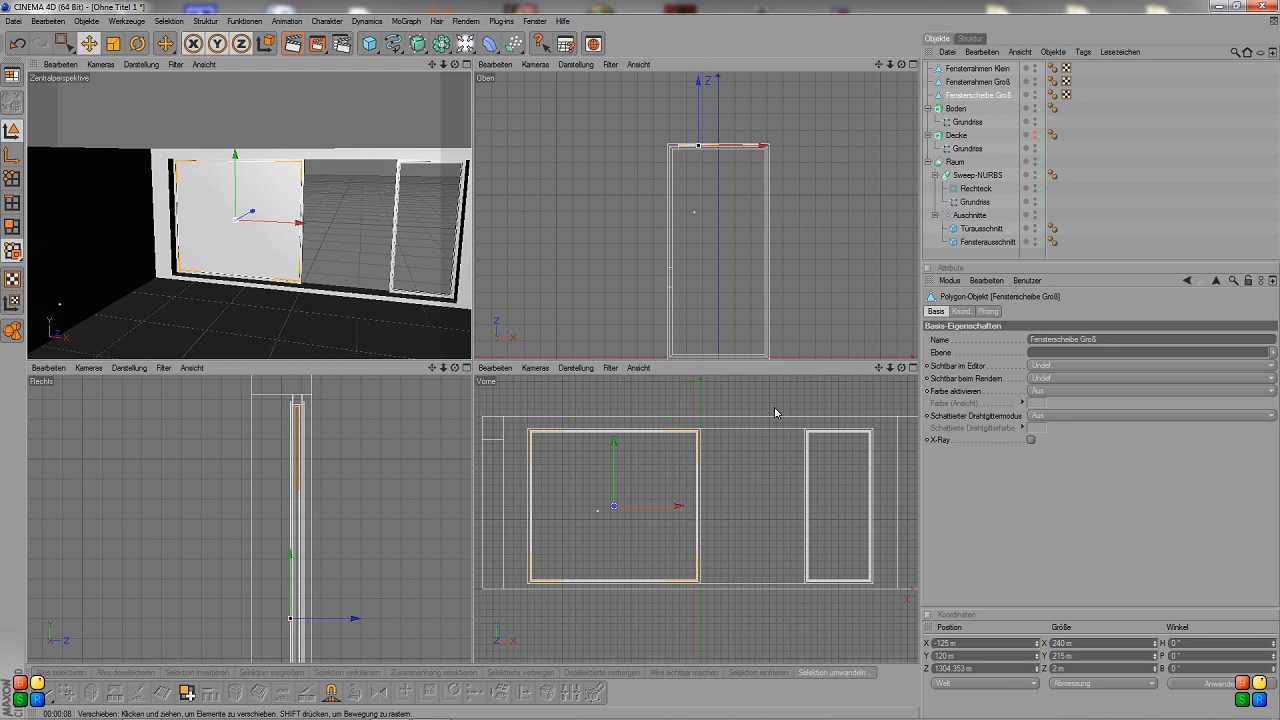 CINEMA 4D (64 Bit) - [Ohne Titel 1 *]
Datei Bearbeiten Objekte Werkzeuge Selektion Struktur Funktionen Animation Charakter Dynamics MoGraph Hair Rendern Plug-ins Fenster Hilfe
Bearbeiten Kameras Darstellung Filter Ansicht
Zentralperspektive
Y
Z
X
Bearbeiten Kameras Darstellung Filter Ansicht
Oben
Z
Z
X
Bearbeiten Kameras Darstellung Filter Ansicht
Rechts
Y
X
Z
Bearbeiten Kameras Darstellung Filter Ansicht
Vorne
Y
X
Z
X
Objekte Struktur
Datei Bearbeiten Ansicht Objekte Tags Lesezeichen
Fensterrahmen Klein
Fensterrahmen Groß
Fensterscheibe Groß
Boden
Grundriss
Decke
Grundriss
Raum
Sweep-NURBS
Rechteck
Grundriss
Auschnitte
Türausschnitt
Fensterausschnitt
Attribute
Modus Bearbeiten Benutzer
Polygon-Objekt [Fensterscheibe Groß]
Basis Koord. Phong
Basis-Eigenschaften
Name Fensterscheibe Groß
Ebene
Sichtbar im Editor Undef.
Sichtbar beim Rendern Undef.
Farbe aktivieren Aus
Farbe (Ansicht)
Schattierter Drahtgittermodus Aus
Schattierte Drahtgitterfarbe
X-Ray
Koordinaten
Position Größe Winkel
X -125 m X 240 m H 0 °
Y 120 m Y 215 m P 0 °
Z 1304.353 m Z 2 m B 0 °
Welt Abmessung Anwenden
Alles selektieren Alles deselektieren Selektion invertieren Selektion vergrößern Selektion verkleinern Zusammenhang selektieren Selektierte verbergen Deselektierte verbergen Alles sichtbar machen Selektion einfrieren Selektion umwandeln
S R
S R
MAXON
00:00:08 Verschieben: Klicken und ziehen, um Elemente zu verschieben. SHIFT drücken, um Bewegung zu rastern.